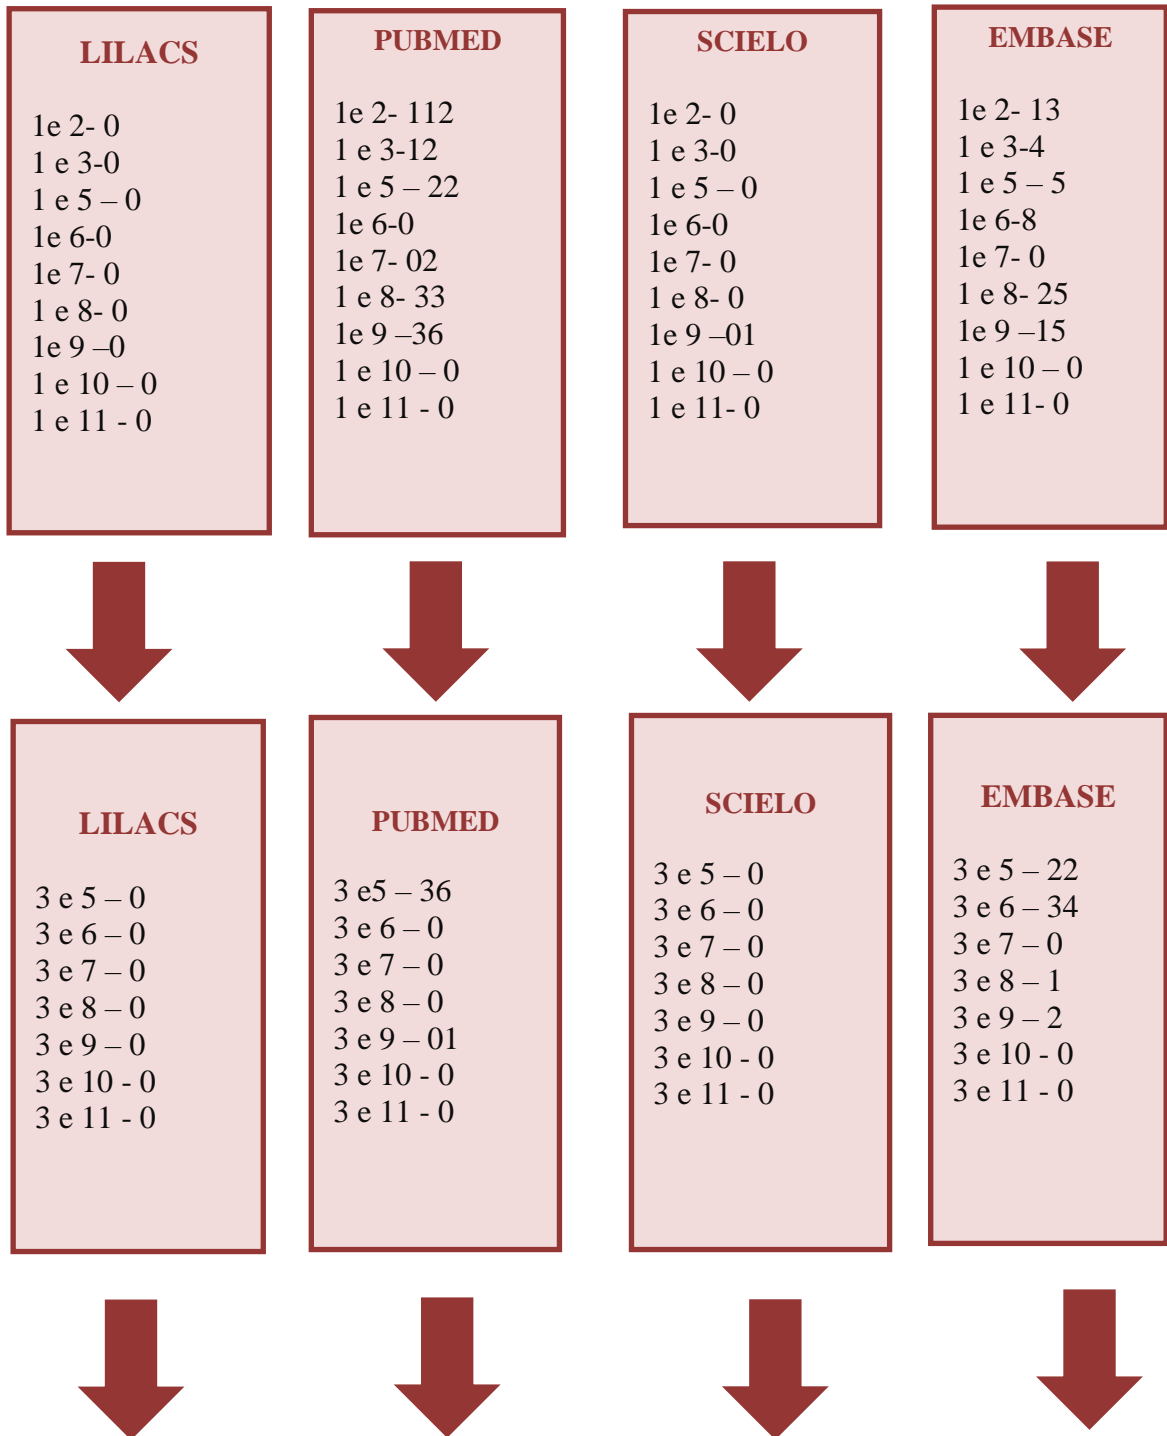 LILACS
1e 2- 0
1 e 3-0
1 e 5 – 0
1e 6-0
1e 7- 0
1 e 8- 0
1e 9 –0
1 e 10 – 0
1 e 11 - 0
PUBMED
1e 2- 112
1 e 3-12
1 e 5 – 22
1e 6-0
1e 7- 02
1 e 8- 33
1e 9 –36
1 e 10 – 0
1 e 11 - 0
SCIELO
1e 2- 0
1 e 3-0
1 e 5 – 0
1e 6-0
1e 7- 0
1 e 8- 0
1e 9 –01
1 e 10 – 0
1 e 11- 0
EMBASE
1e 2- 13
1 e 3-4
1 e 5 – 5
1e 6-8
1e 7- 0
1 e 8- 25
1e 9 –15
1 e 10 – 0
1 e 11- 0
LILACS
3 e 5 – 0
3 e 6 – 0
3 e 7 – 0
3 e 8 – 0
3 e 9 – 0
3 e 10 - 0
3 e 11 - 0
PUBMED
3 e5 – 36
3 e 6 – 0
3 e 7 – 0
3 e 8 – 0
3 e 9 – 01
3 e 10 - 0
3 e 11 - 0
SCIELO
3 e 5 – 0
3 e 6 – 0
3 e 7 – 0
3 e 8 – 0
3 e 9 – 0
3 e 10 - 0
3 e 11 - 0
EMBASE
3 e 5 – 22
3 e 6 – 34
3 e 7 – 0
3 e 8 – 1
3 e 9 – 2
3 e 10 - 0
3 e 11 - 0